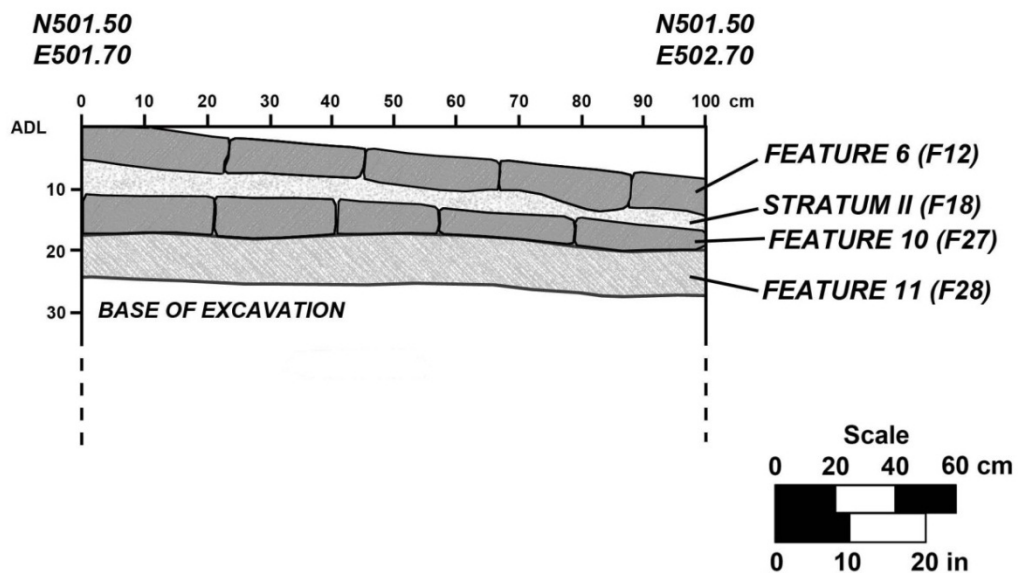 N501.50
E501.70
N501.50
E502.70
0 10 20 30 40 50 60 70 80 90 100 cm
ADL
FEATURE 6 (F12)
10
STRATUM II (F18)
FEATURE 10 (F27)
20
FEATURE 11 (F28)
30
BASE OF EXCAVATION
Scale
0 20 40 60 cm
0 10 20 in